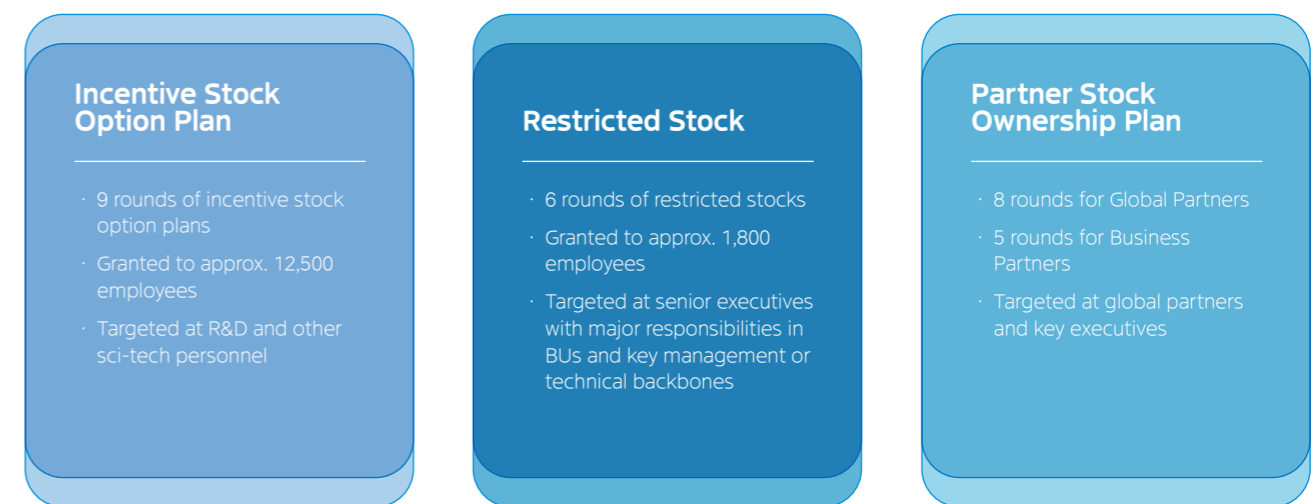 Incentive Stock
Option Plan
· 9 rounds of incentive stock
option plans
· Granted to approx. 12,500
employees
· Targeted at R&D and other
sci-tech personnel
Restricted Stock
· 6 rounds of restricted stocks
· Granted to approx. 1,800
employees
· Targeted at senior executives
with major responsibilities in
BUs and key management or
technical backbones
Partner Stock
Ownership Plan
· 8 rounds for Global Partners
· 5 rounds for Business
Partners
· Targeted at global partners
and key executives